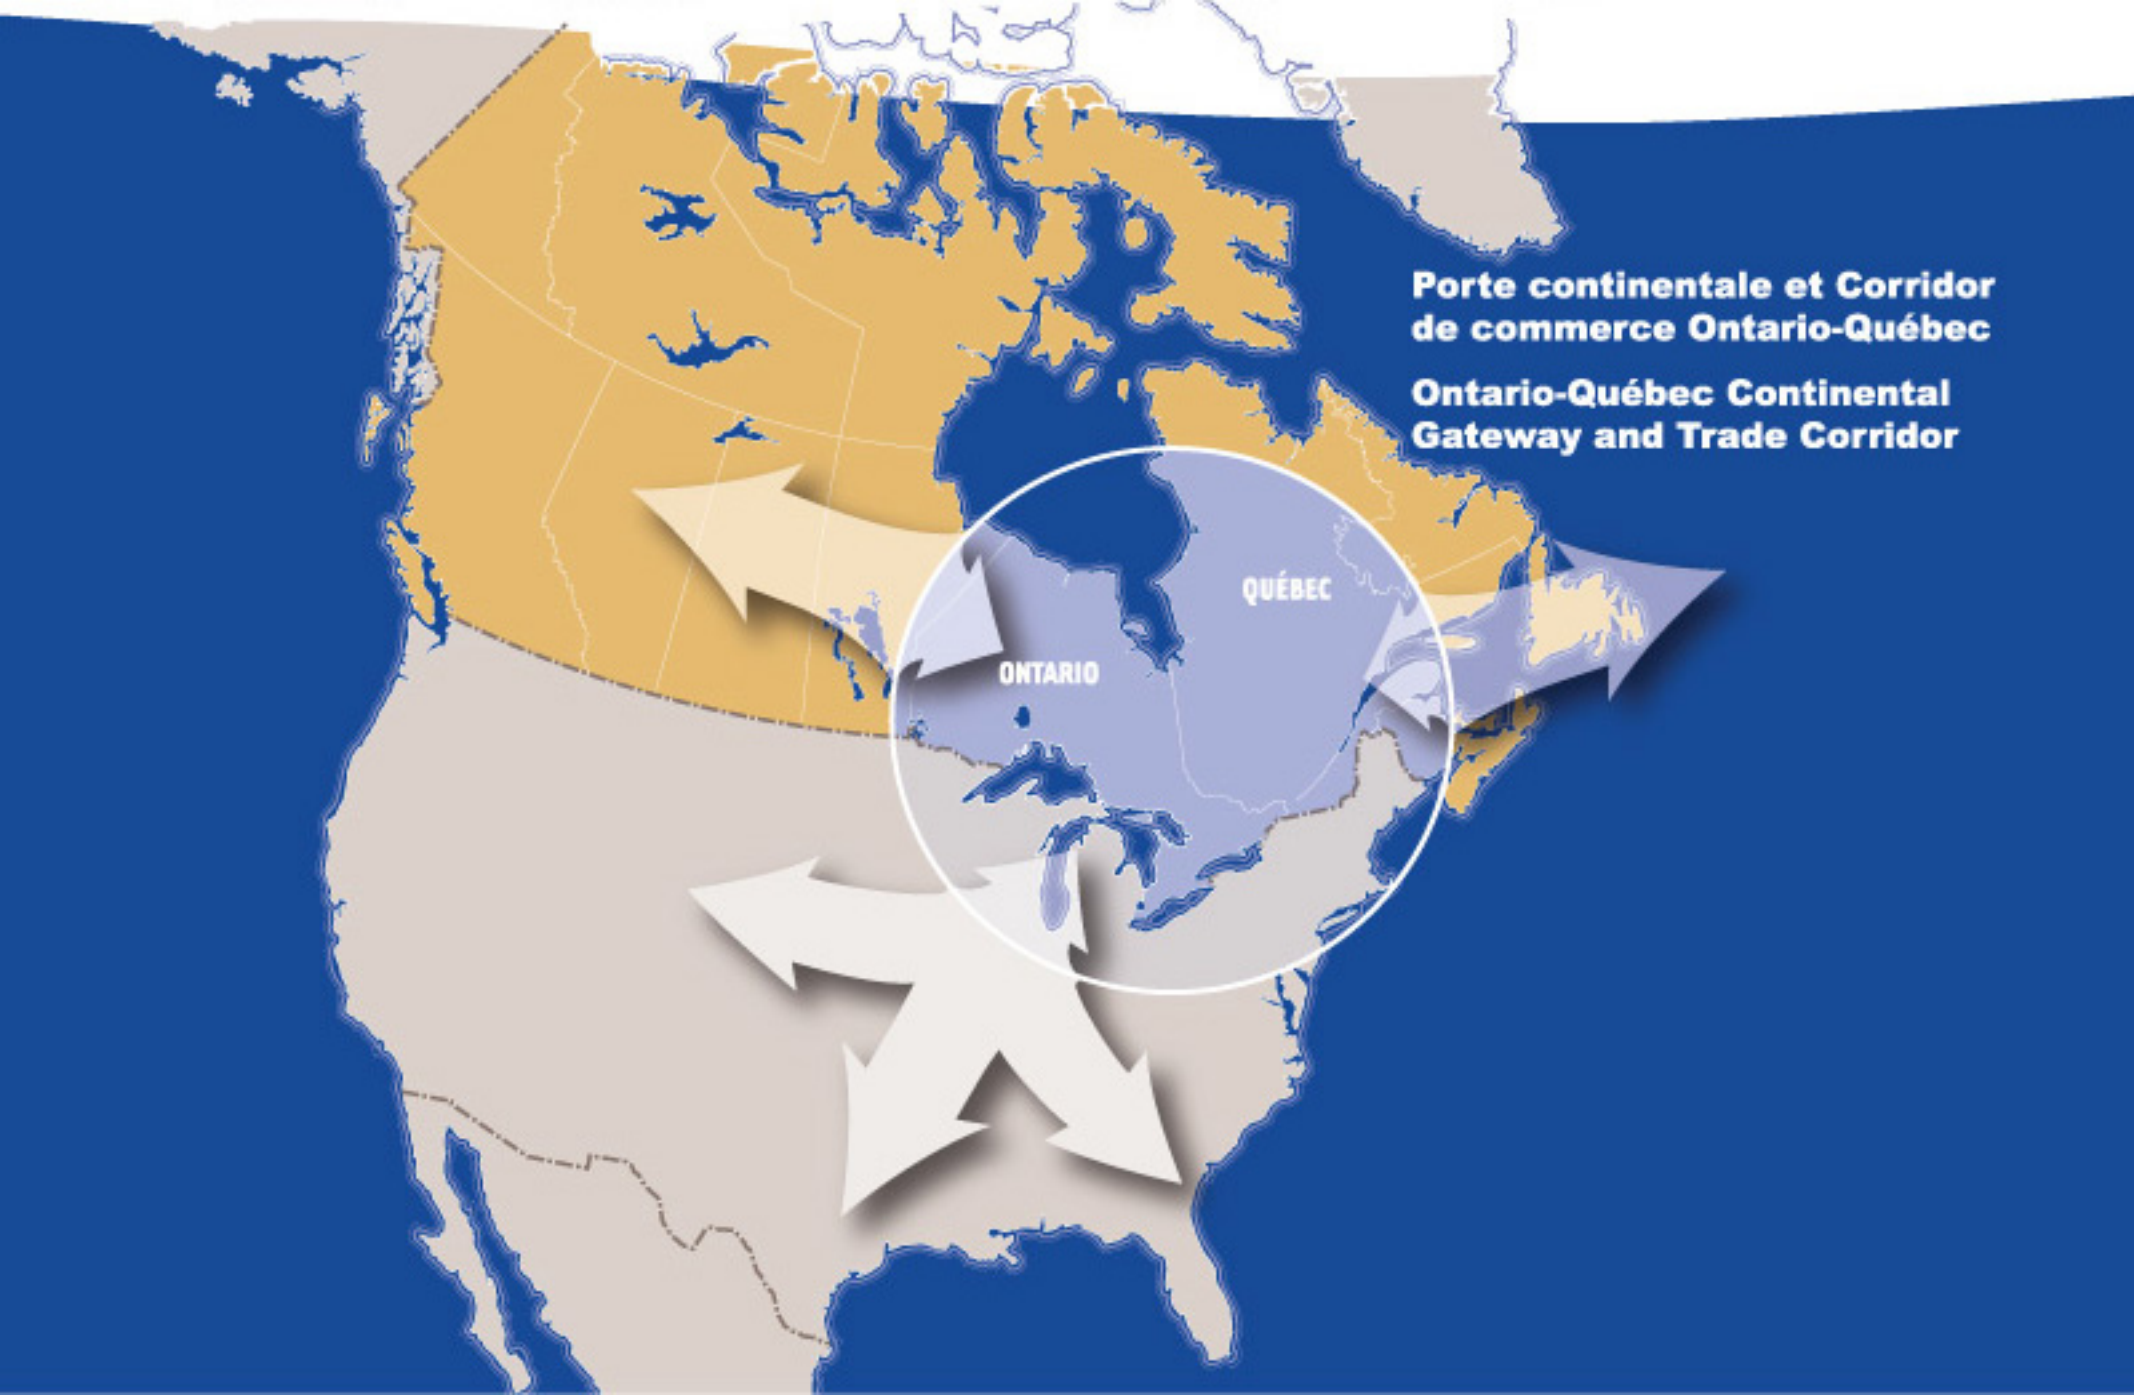 Porte continentale et Corridor
de commerce Ontario-Québec
Ontario-Québec Continental
Gateway and Trade Corridor
QUÉBEC
ONTARIO